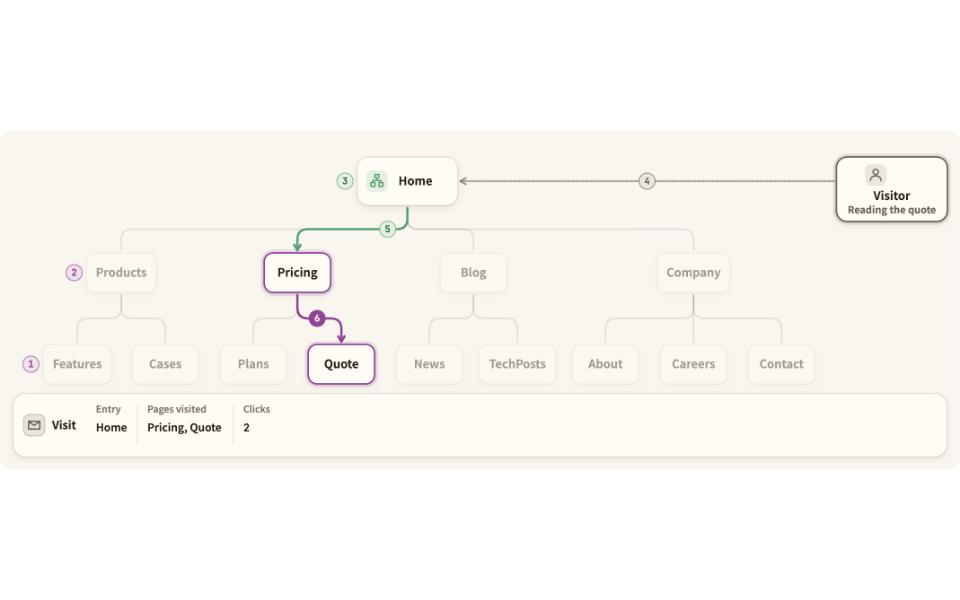 3
Home
4
Visitor
Reading the quote
5
2
Products
Pricing
Blog
Company
6
1
Features
Cases
Plans
Quote
News
TechPosts
About
Careers
Contact
Visit
Entry
Home
Pages visited
Pricing, Quote
Clicks
2